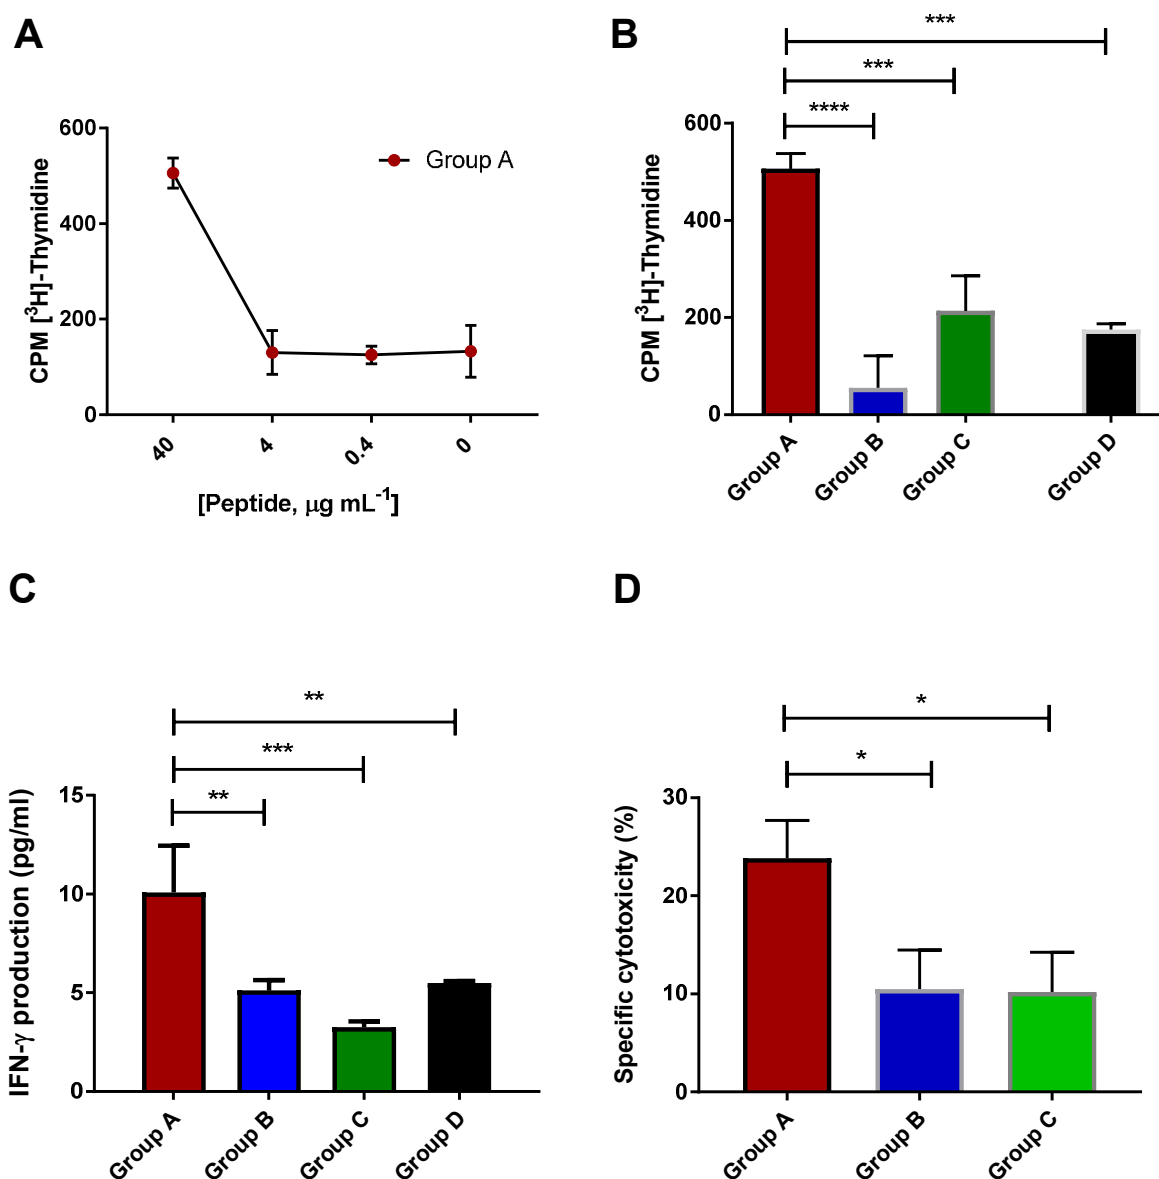 A
600
400
200
0
CPM [³H]-Thymidine
Group A
40
4
0.4
0
[Peptide, μg mL⁻¹]
B
***
***
****
600
400
200
0
CPM [³H]-Thymidine
Group A
Group B
Group C
Group D
C
**
***
**
15
10
5
0
IFN-γ production (pg/ml)
Group A
Group B
Group C
Group D
D
*
*
30
20
10
0
Specific cytotoxicity (%)
Group A
Group B
Group C